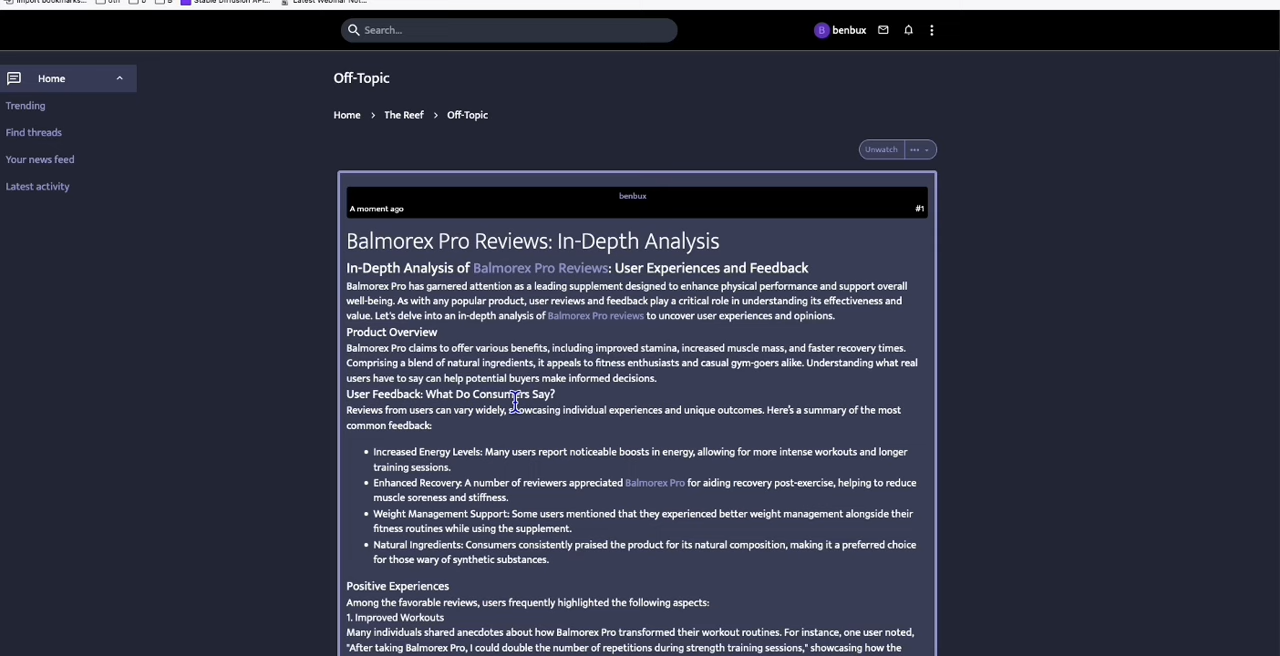 Import bookmarks...
Stable Diffusion API...
Latest Webinar Not...
Search...
B benbux
Home
Trending
Find threads
Your news feed
Latest activity
Off-Topic
Home > The Reef > Off-Topic
Unwatch
benbux
A moment ago #1
Balmorex Pro Reviews: In-Depth Analysis
In-Depth Analysis of Balmorex Pro Reviews: User Experiences and Feedback
Balmorex Pro has garnered attention as a leading supplement designed to enhance physical performance and support overall
well-being. As with any popular product, user reviews and feedback play a critical role in understanding its effectiveness and
value. Let's delve into an in-depth analysis of Balmorex Pro reviews to uncover user experiences and opinions.
Product Overview
Balmorex Pro claims to offer various benefits, including improved stamina, increased muscle mass, and faster recovery times.
Comprising a blend of natural ingredients, it appeals to fitness enthusiasts and casual gym-goers alike. Understanding what real
users have to say can help potential buyers make informed decisions.
User Feedback: What Do Consumers Say?
Reviews from users can vary widely, showcasing individual experiences and unique outcomes. Here's a summary of the most
common feedback:
• Increased Energy Levels: Many users report noticeable boosts in energy, allowing for more intense workouts and longer
training sessions.
• Enhanced Recovery: A number of reviewers appreciated Balmorex Pro for aiding recovery post-exercise, helping to reduce
muscle soreness and stiffness.
• Weight Management Support: Some users mentioned that they experienced better weight management alongside their
fitness routines while using the supplement.
• Natural Ingredients: Consumers consistently praised the product for its natural composition, making it a preferred choice
for those wary of synthetic substances.
Positive Experiences
Among the favorable reviews, users frequently highlighted the following aspects:
1. Improved Workouts
Many individuals shared anecdotes about how Balmorex Pro transformed their workout routines. For instance, one user noted,
"After taking Balmorex Pro, I could double the number of repetitions during strength training sessions," showcasing how the